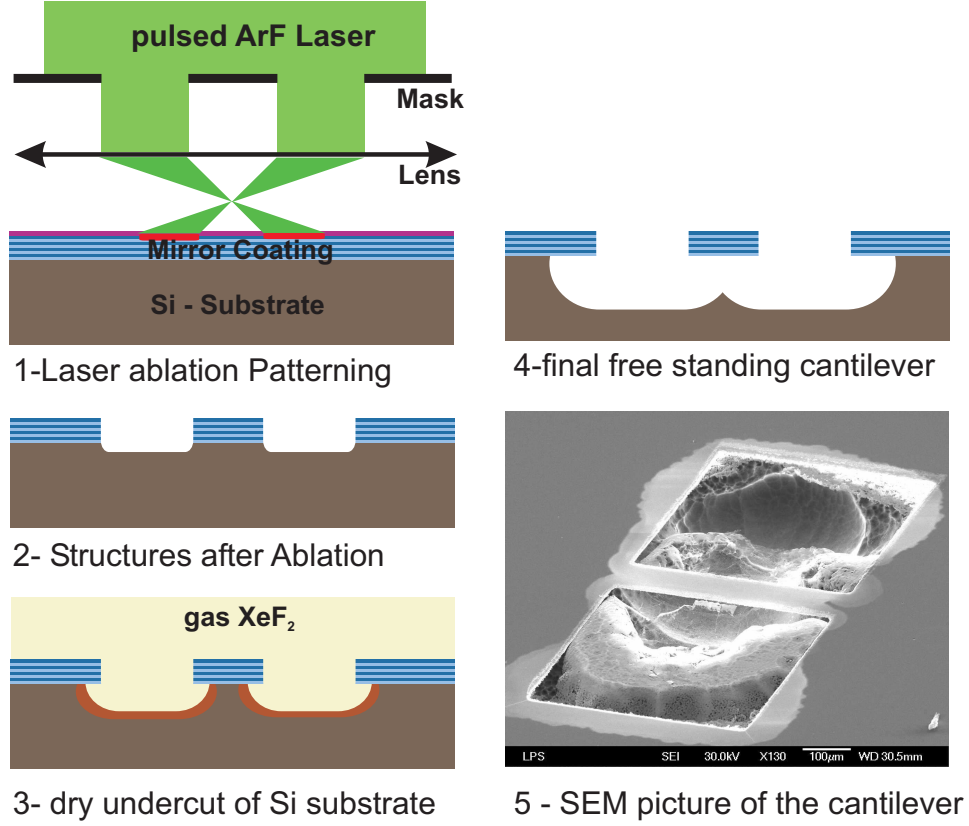 pulsed ArF Laser
Mask
Lens
Mirror Coating
Si - Substrate
1-Laser ablation Patterning
2- Structures after Ablation
gas XeF₂
3- dry undercut of Si substrate
4-final free standing cantilever
LPS SEI 30.0kV X130 100μm WD 30.5mm
5 - SEM picture of the cantilever